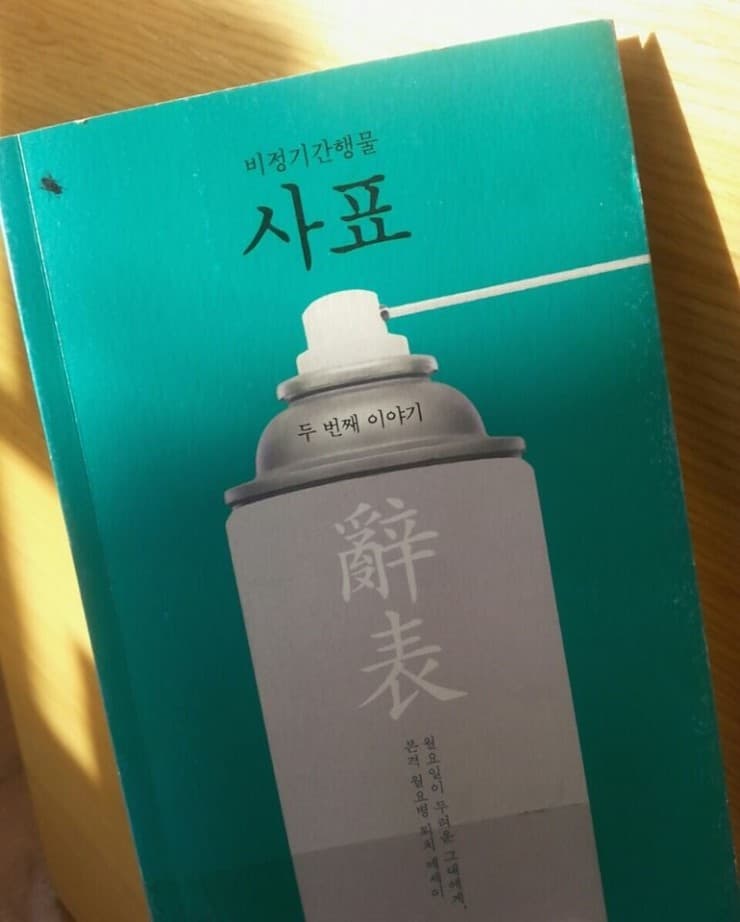 비정기간행물
사표
두 번째 이야기
辭表
월요일이 두려운 그대에게,
본격 월요병 퇴치 에세이